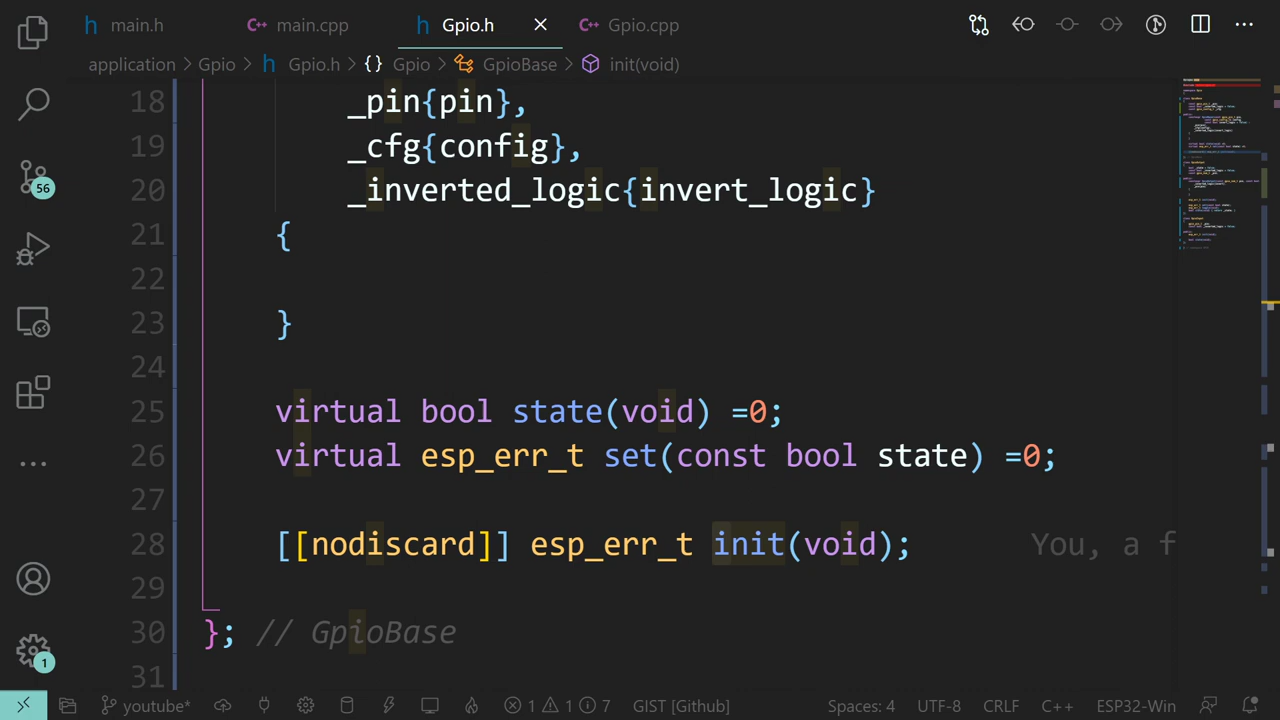 main.h main.cpp Gpio.h Gpio.cpp
application > Gpio > Gpio.h > {} Gpio > GpioBase > init(void)
18 _pin{pin},
19 _cfg{config},
20 _inverted_logic{invert_logic}
21 {
22
23 }
24
25 virtual bool state(void) =0;
26 virtual esp_err_t set(const bool state) =0;
27
28 [[nodiscard]] esp_err_t init(void); You, a f
29
30 }; // GpioBase
31
56
1
youtube* 1 1 7 GIST [Github] Spaces: 4 UTF-8 CRLF C++ ESP32-Win